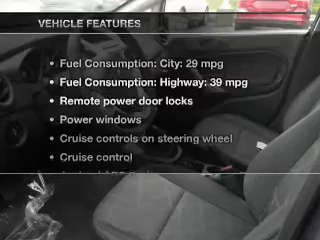 VEHICLE FEATURES
• Fuel Consumption: City: 29 mpg
• Fuel Consumption: Highway: 39 mpg
• Remote power door locks
• Power windows
• Cruise controls on steering wheel
• Cruise control